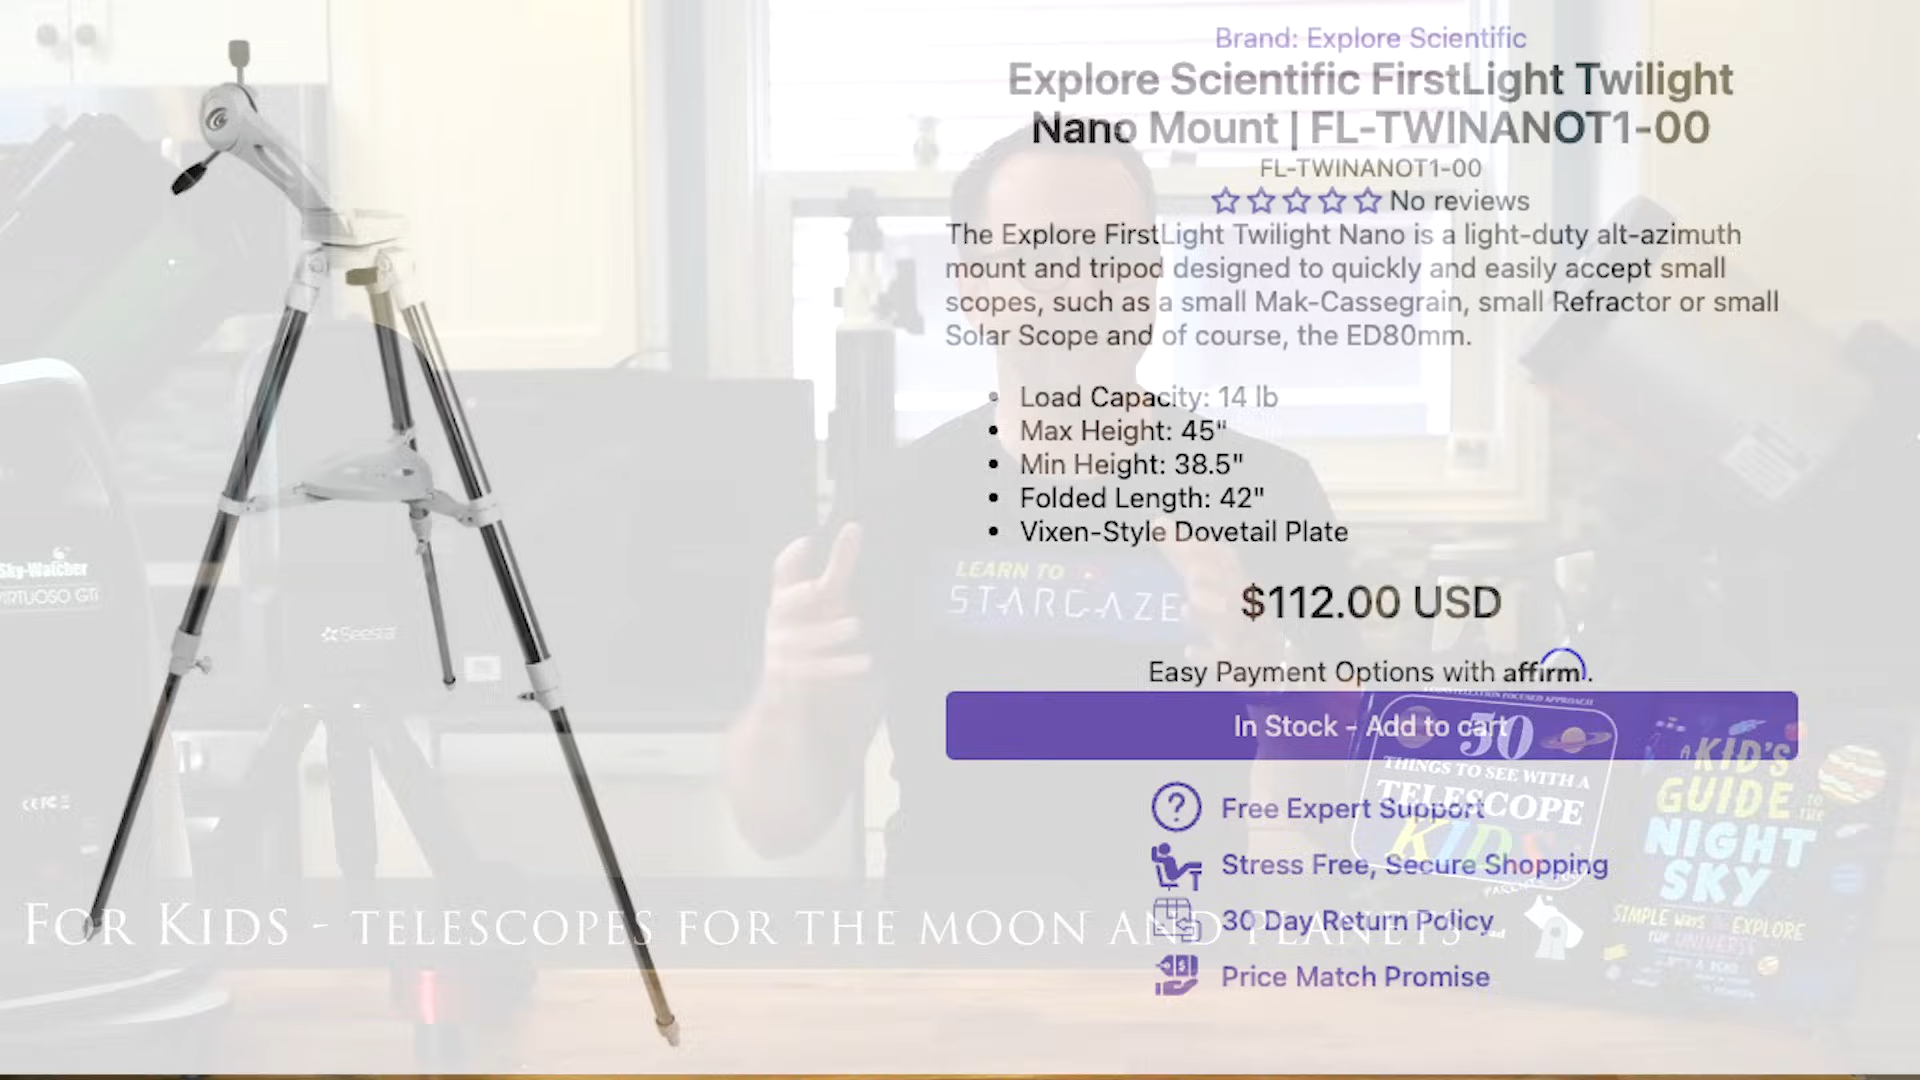 Brand: Explore Scientific
Explore Scientific FirstLight Twilight
Nano Mount | FL-TWINANOT1-00
FL-TWINANOT1-00
No reviews
The Explore FirstLight Twilight Nano is a light-duty alt-azimuth
mount and tripod designed to quickly and easily accept small
scopes, such as a small Mak-Cassegrain, small Refractor or small
Solar Scope and of course, the ED80mm.
• Load Capacity: 14 lb
• Max Height: 45"
• Min Height: 38.5"
• Folded Length: 42"
• Vixen-Style Dovetail Plate
$112.00 USD
Easy Payment Options with affirm.
In Stock - Add to cart
Free Expert Support
Stress Free, Secure Shopping
30 Day Return Policy
Price Match Promise
Sky-Watcher
VIRTUOSO GTi
Seestar
LEARN TO
STARGAZE
50
THINGS TO SEE WITH A
TELESCOPE
KIDS
A KID'S
GUIDE TO
THE
NIGHT
SKY
SIMPLE WAYS TO EXPLORE
THE UNIVERSE
FOR KIDS - TELESCOPES FOR THE MOON AND PLANETS